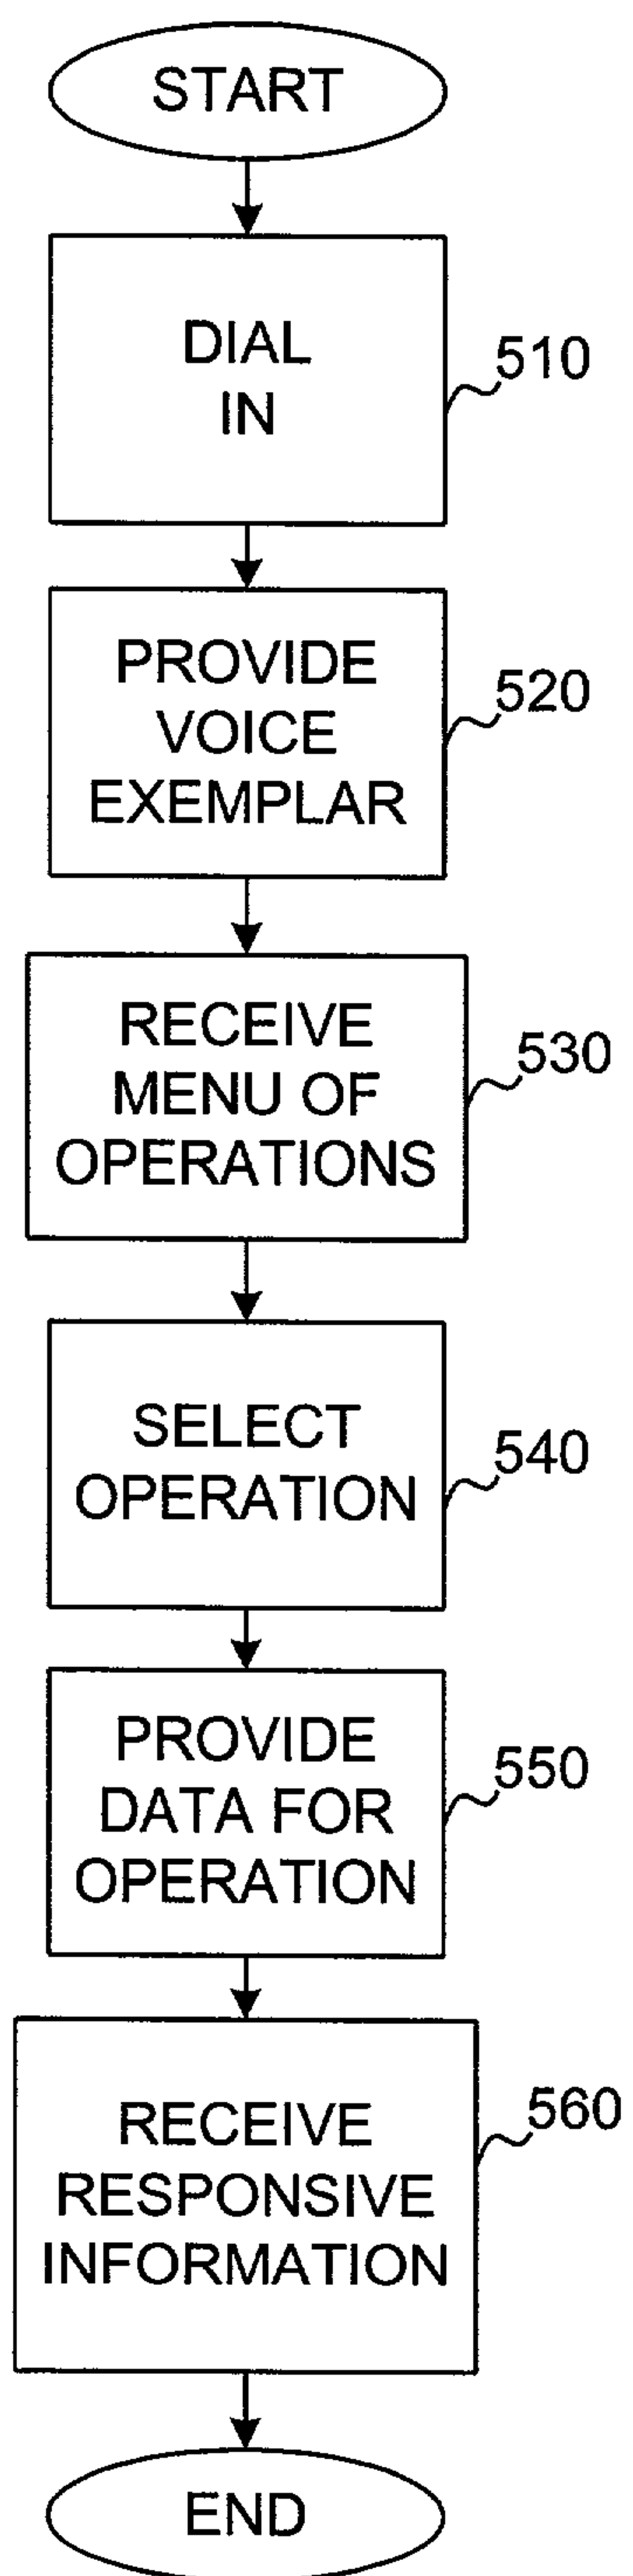 START
DIAL
IN
510
PROVIDE
VOICE
EXEMPLAR
520
RECEIVE
MENU OF
OPERATIONS
530
SELECT
OPERATION
540
PROVIDE
DATA FOR
OPERATION
550
RECEIVE
RESPONSIVE
INFORMATION
560
END